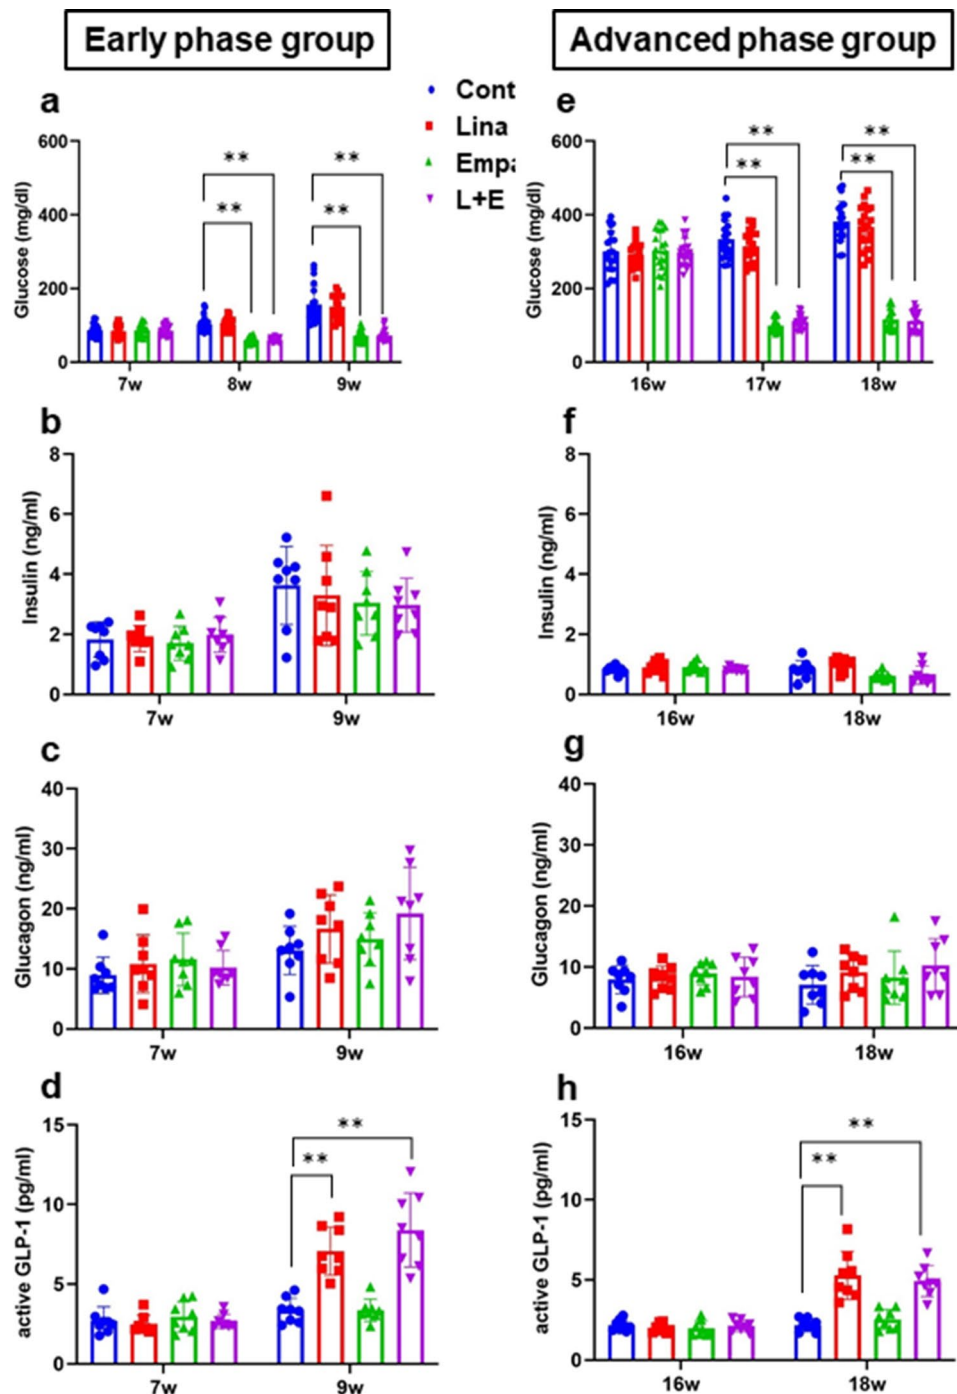 Early phase group
Advanced phase group
Cont
Lina
Empa
L+E
a
Glucose (mg/dl)
600
400
200
0
**
**
**
**
7w
8w
9w
e
Glucose (mg/dl)
600
400
200
0
**
**
**
**
16w
17w
18w
b
Insulin (ng/ml)
8
6
4
2
0
7w
9w
f
Insulin (ng/ml)
8
6
4
2
0
16w
18w
c
Glucagon (ng/ml)
40
30
20
10
0
7w
9w
g
Glucagon (ng/ml)
40
30
20
10
0
16w
18w
d
active GLP-1 (pg/ml)
15
10
5
0
**
**
7w
9w
h
active GLP-1 (pg/ml)
15
10
5
0
**
**
16w
18w